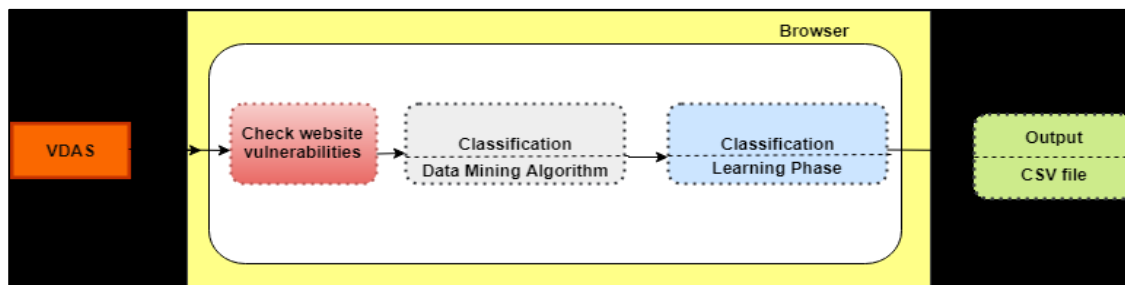 Browser
VDAS
Check website
vulnerabilities
Classification
Data Mining Algorithm
Classification
Learning Phase
Output
CSV file